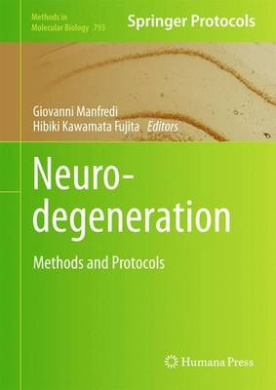 Methods in
Molecular Biology 793
Springer Protocols
Giovanni Manfredi
Hibiki Kawamata Fujita Editors
Neuro-
degeneration
Methods and Protocols
Humana Press